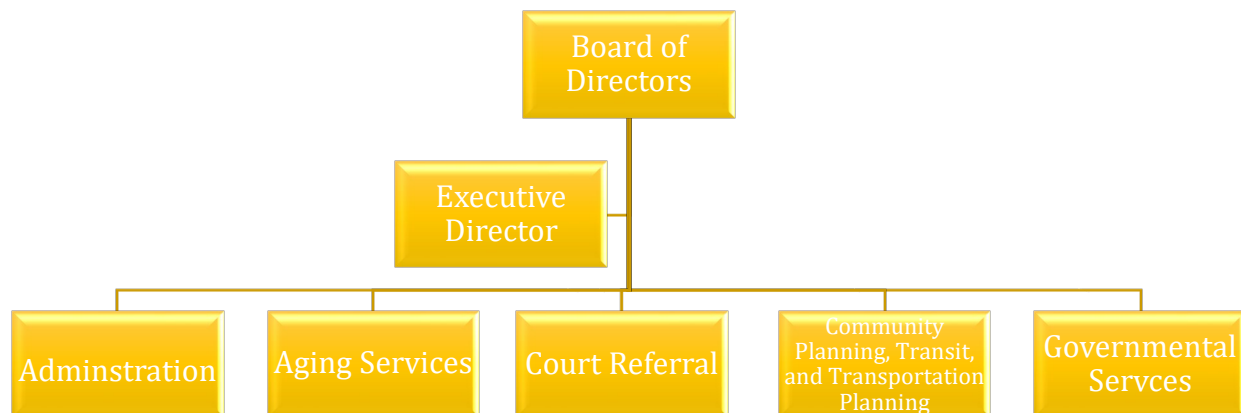 Board of
Directors
Executive
Director
Adminstration
Aging Services
Court Referral
Community
Planning, Transit,
and Transportation
Planning
Governmental
Servces